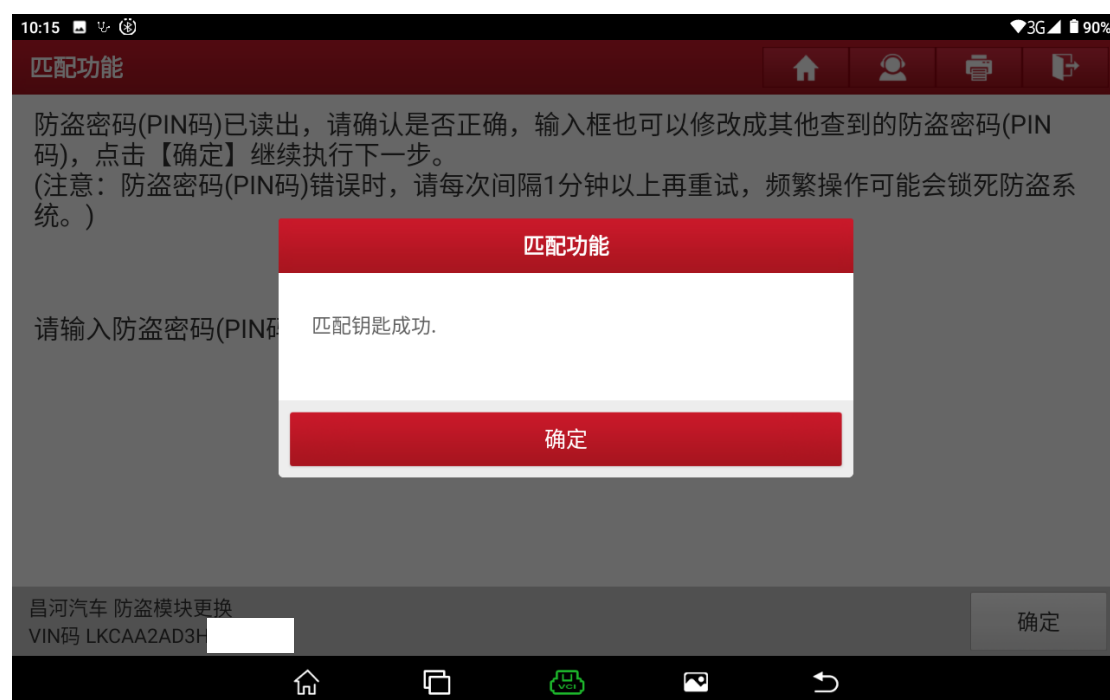 10:15
3G 90%
匹配功能
防盗密码(PIN码)已读出，请确认是否正确，输入框也可以修改成其他查到的防盗密码(PIN
码)，点击【确定】继续执行下一步。
(注意：防盗密码(PIN码)错误时，请每次间隔1分钟以上再重试，频繁操作可能会锁死防盗系
统。)
匹配功能
请输入防盗密码(PIN码
匹配钥匙成功.
确定
昌河汽车 防盗模块更换
VIN码 LKCAA2AD3H
确定
VCI